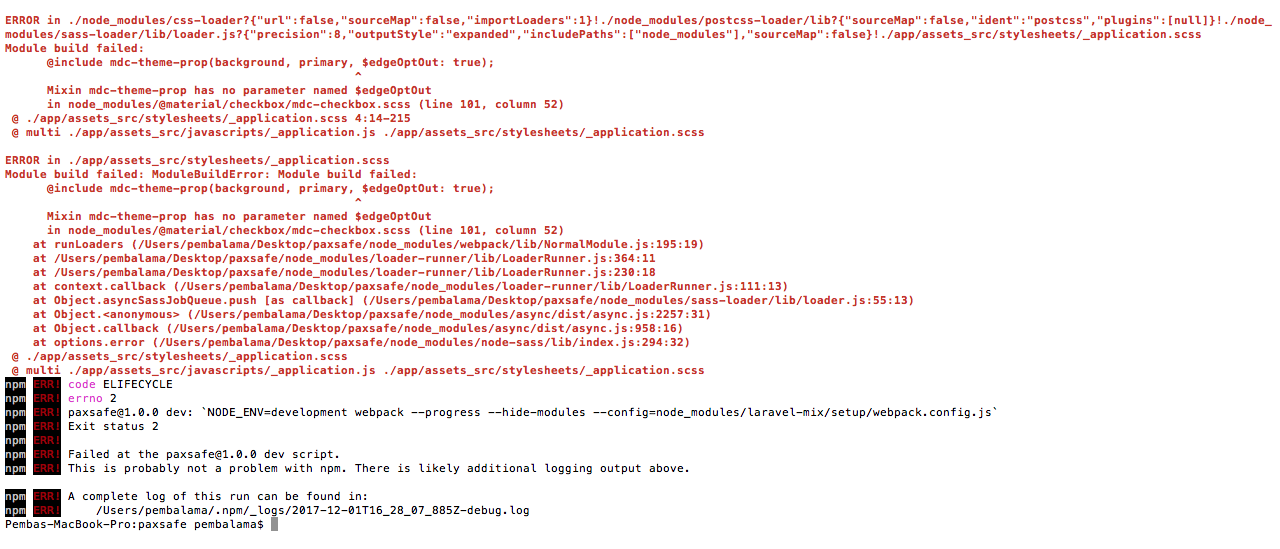 ERROR in ./node_modules/css-loader?{"url":false,"sourceMap":false,"importLoaders":1}!./node_modules/postcss-loader/lib?{"sourceMap":false,"ident":"postcss","plugins":[null]}!./node_
modules/sass-loader/lib/loader.js?{"precision":8,"outputStyle":"expanded","includePaths":["node_modules"],"sourceMap":false}!./app/assets_src/stylesheets/_application.scss
Module build failed:
      @include mdc-theme-prop(background, primary, $edgeOptOut: true);
                                                  ^
      Mixin mdc-theme-prop has no parameter named $edgeOptOut
      in node_modules/@material/checkbox/mdc-checkbox.scss (line 101, column 52)
 @ ./app/assets_src/stylesheets/_application.scss 4:14-215
 @ multi ./app/assets_src/javascripts/_application.js ./app/assets_src/stylesheets/_application.scss

ERROR in ./app/assets_src/stylesheets/_application.scss
Module build failed: ModuleBuildError: Module build failed:
      @include mdc-theme-prop(background, primary, $edgeOptOut: true);
                                                  ^
      Mixin mdc-theme-prop has no parameter named $edgeOptOut
      in node_modules/@material/checkbox/mdc-checkbox.scss (line 101, column 52)
    at runLoaders (/Users/pembalama/Desktop/paxsafe/node_modules/webpack/lib/NormalModule.js:195:19)
    at /Users/pembalama/Desktop/paxsafe/node_modules/loader-runner/lib/LoaderRunner.js:364:11
    at /Users/pembalama/Desktop/paxsafe/node_modules/loader-runner/lib/LoaderRunner.js:230:18
    at context.callback (/Users/pembalama/Desktop/paxsafe/node_modules/loader-runner/lib/LoaderRunner.js:111:13)
    at Object.asyncSassJobQueue.push [as callback] (/Users/pembalama/Desktop/paxsafe/node_modules/sass-loader/lib/loader.js:55:13)
    at Object.<anonymous> (/Users/pembalama/Desktop/paxsafe/node_modules/async/dist/async.js:2257:31)
    at Object.callback (/Users/pembalama/Desktop/paxsafe/node_modules/async/dist/async.js:958:16)
    at options.error (/Users/pembalama/Desktop/paxsafe/node_modules/node-sass/lib/index.js:294:32)
 @ ./app/assets_src/stylesheets/_application.scss
 @ multi ./app/assets_src/javascripts/_application.js ./app/assets_src/stylesheets/_application.scss
npm ERR! code ELIFECYCLE
npm ERR! errno 2
npm ERR! paxsafe@1.0.0 dev: `NODE_ENV=development webpack --progress --hide-modules --config=node_modules/laravel-mix/setup/webpack.config.js`
npm ERR! Exit status 2
npm ERR!
npm ERR! Failed at the paxsafe@1.0.0 dev script.
npm ERR! This is probably not a problem with npm. There is likely additional logging output above.

npm ERR! A complete log of this run can be found in:
npm ERR!     /Users/pembalama/.npm/_logs/2017-12-01T16_28_07_885Z-debug.log
Pembas-MacBook-Pro:paxsafe pembalama$